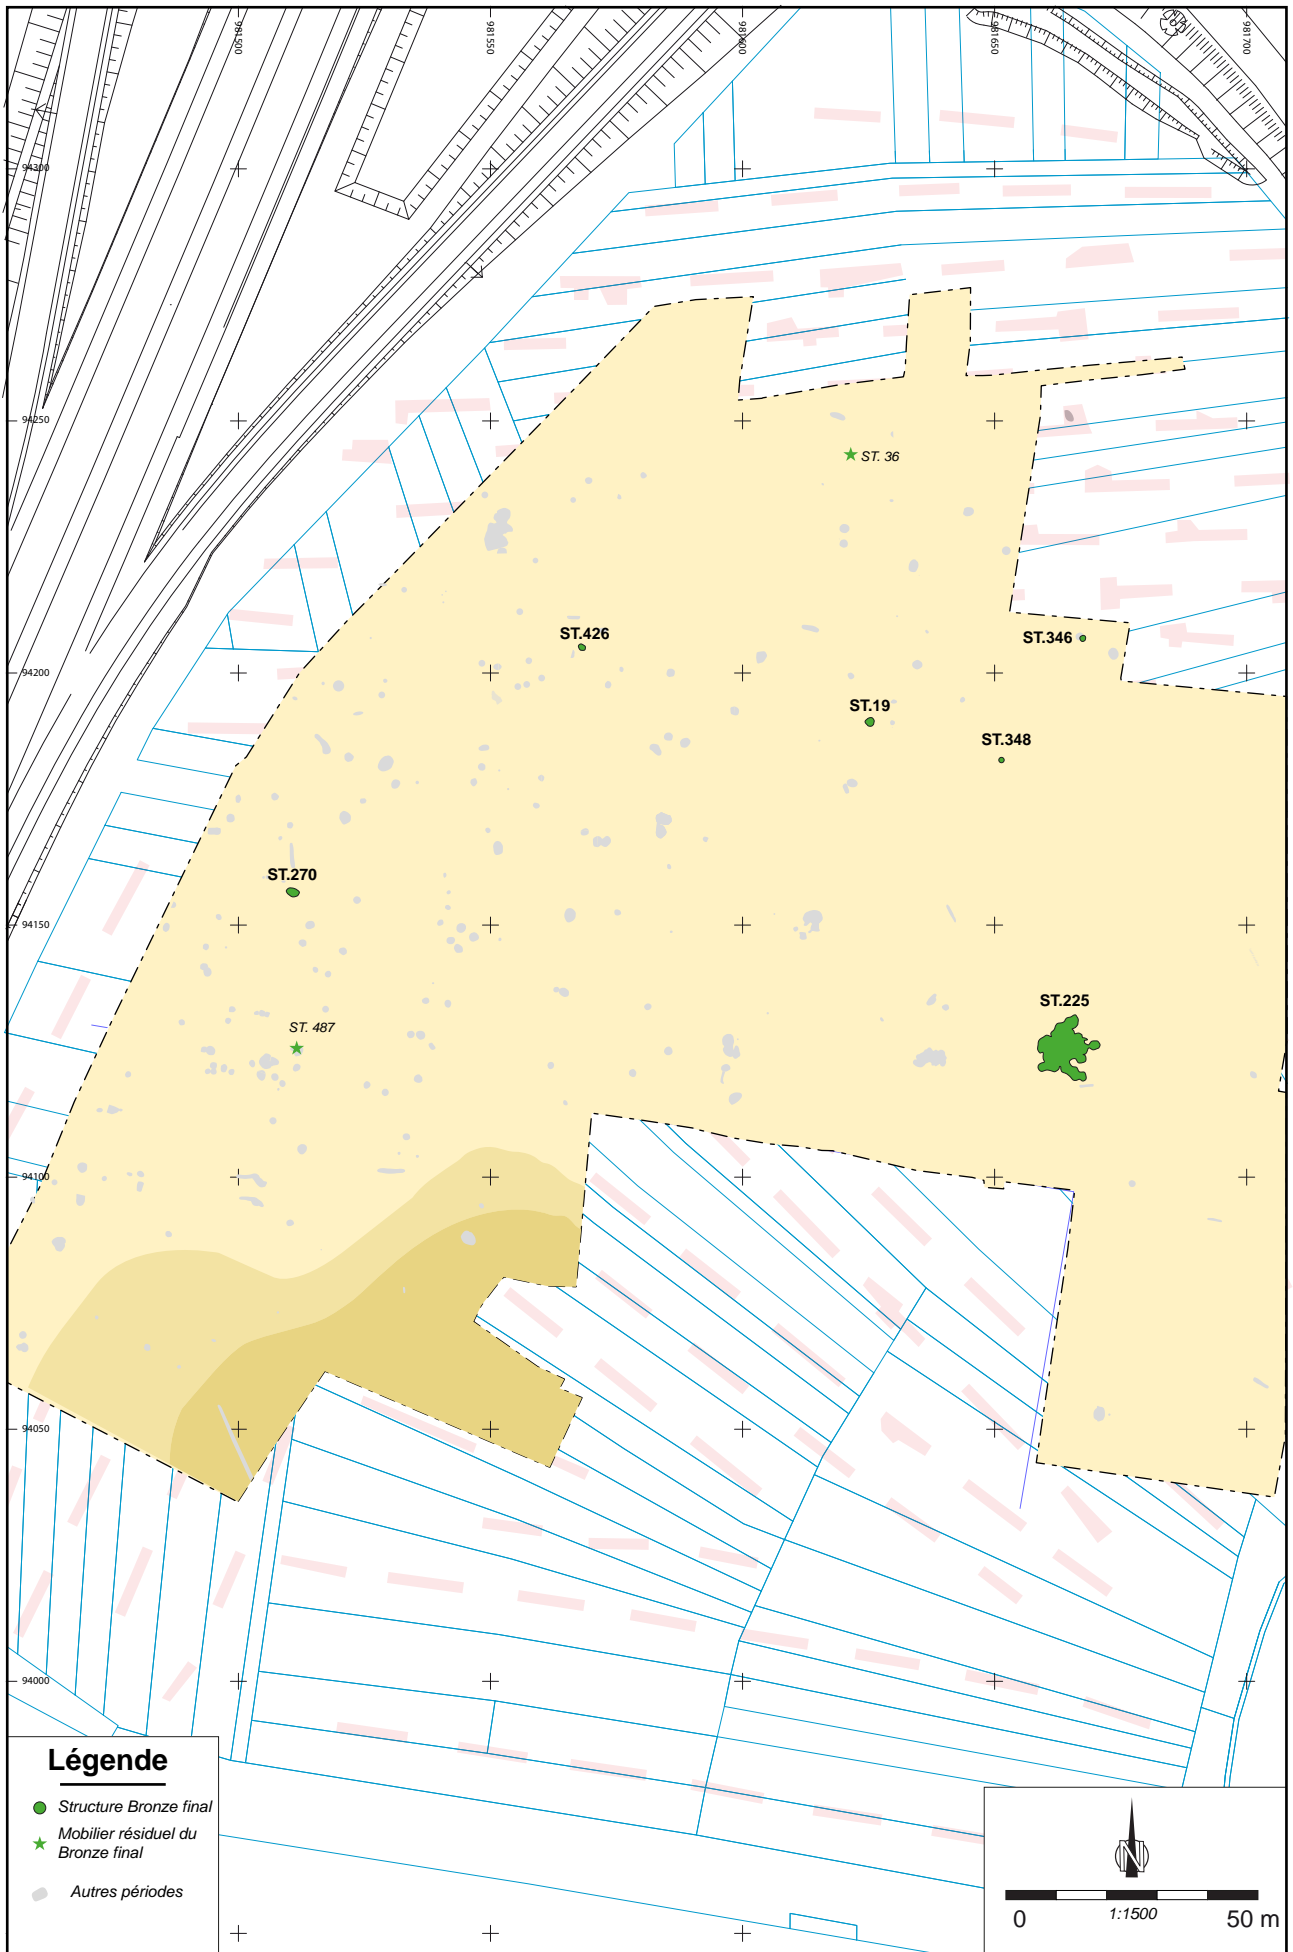 981500
981550
981600
981650
981700
94300
94250
ST. 36
ST.426
ST.346
94200
ST.19
ST.348
ST.270
94150
ST.225
ST. 487
94100
94050
94000
Légende
Structure Bronze final
Mobilier résiduel du
Bronze final
Autres périodes
N
0
1:1500
50 m